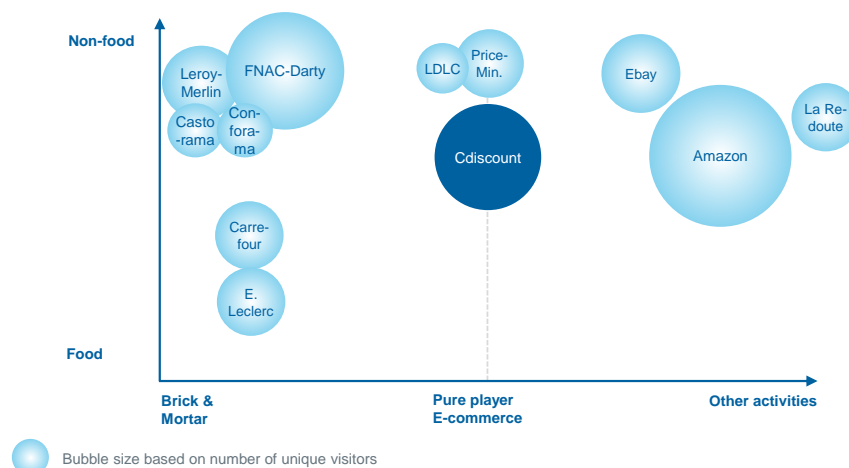 Non-food
Leroy-
Merlin
FNAC-Darty
LDLC
Price-
Min.
Ebay
La Re-
doute
Casto
-rama
Con-
fora-
ma
Cdiscount
Amazon
Carre-
four
E.
Leclerc
Food
Brick &
Mortar
Pure player
E-commerce
Other activities
Bubble size based on number of unique visitors